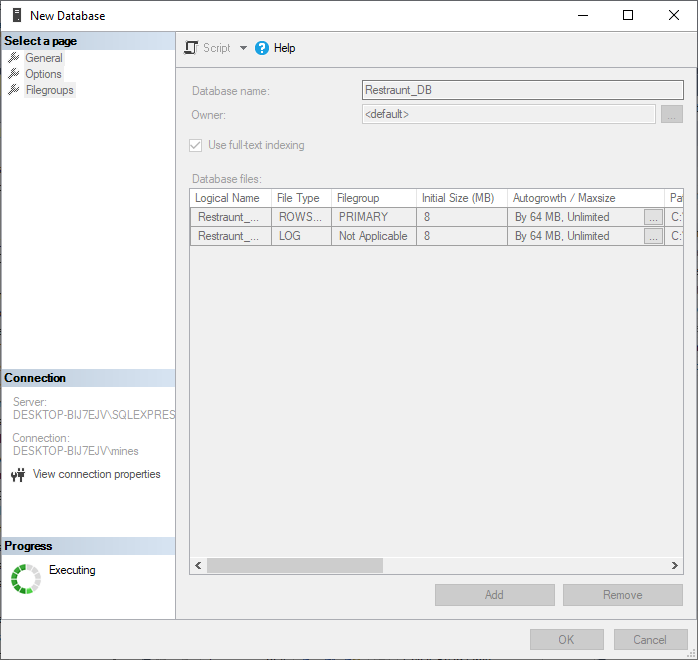 New Database
Select a page
General
Options
Filegroups
Script
Help
Database name:
Restraunt_DB
Owner:
<default>
...
Use full-text indexing
Database files:
Logical Name File Type Filegroup Initial Size (MB) Autogrowth / Maxsize Pa
Restraunt_... ROWS... PRIMARY 8 By 64 MB, Unlimited ... C:\
Restraunt_... LOG Not Applicable 8 By 64 MB, Unlimited ... C:\
Connection
Server:
DESKTOP-BIJ7EJV\SQLEXPRES
Connection:
DESKTOP-BIJ7EJV\mines
View connection properties
Progress
Executing
Add Remove
OK Cancel